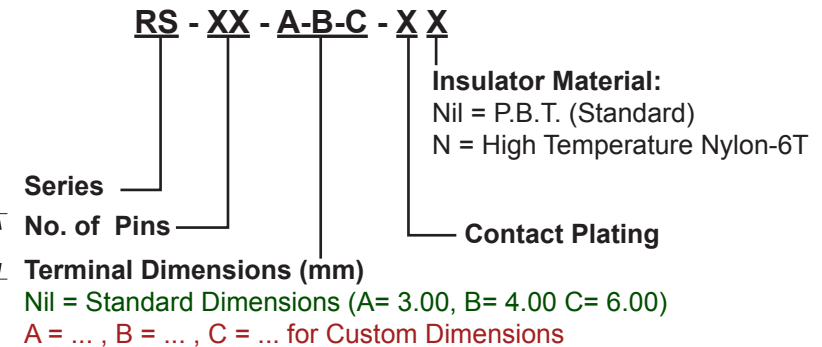 RS - XX - A-B-C - X X
Insulator Material:
Nil = P.B.T. (Standard)
N = High Temperature Nylon-6T
Series
No. of Pins
Contact Plating
Terminal Dimensions (mm)
Nil = Standard Dimensions (A= 3.00, B= 4.00 C= 6.00)
A = ... , B = ... , C = ... for Custom Dimensions